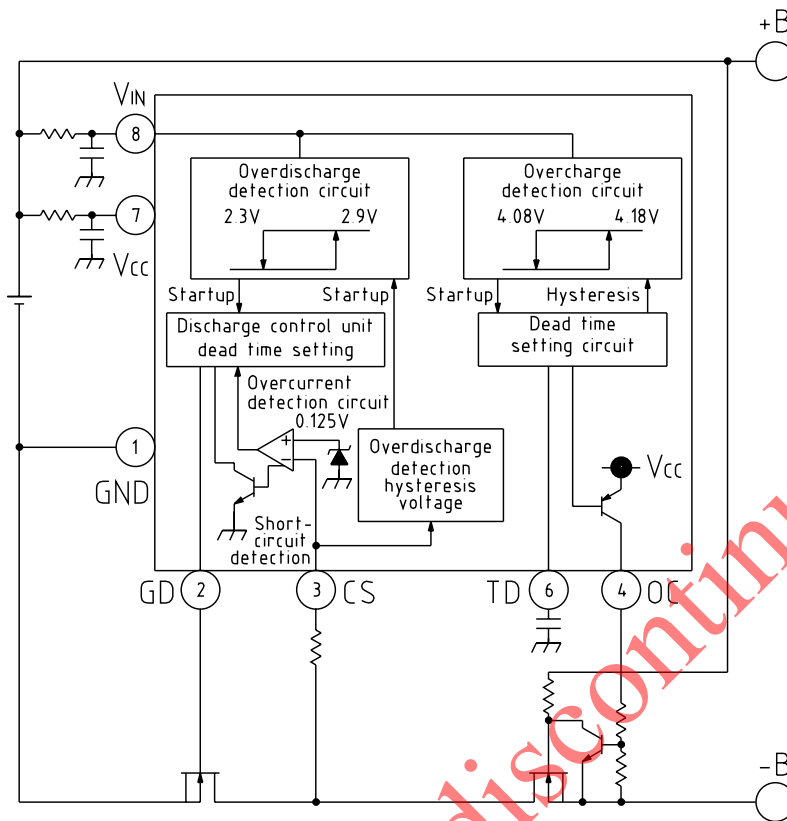 +B
VIN
8
Overdischarge
detection circuit
2.3V 2.9V
Overcharge
detection circuit
4.08V 4.18V
7
VCC
Startup
Startup
Startup
Hysteresis
Discharge control unit
dead time setting
Dead time
setting circuit
Overcurrent
detection circuit
0.125V
+
−
Overdischarge
detection
hysteresis
voltage
1
GND
VCC
Short-
circuit
detection
GD
2
3
CS
TD
6
4
OC
−B
discontinu